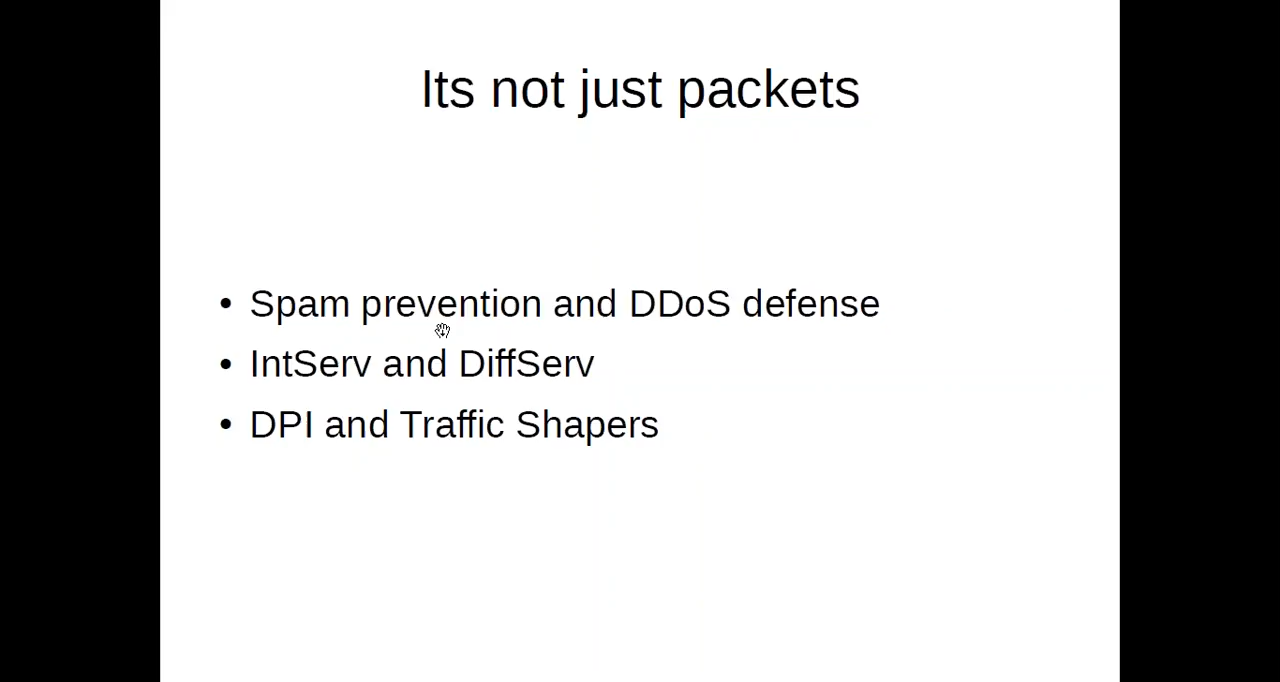 Its not just packets
• Spam prevention and DDoS defense
• IntServ and DiffServ
• DPI and Traffic Shapers